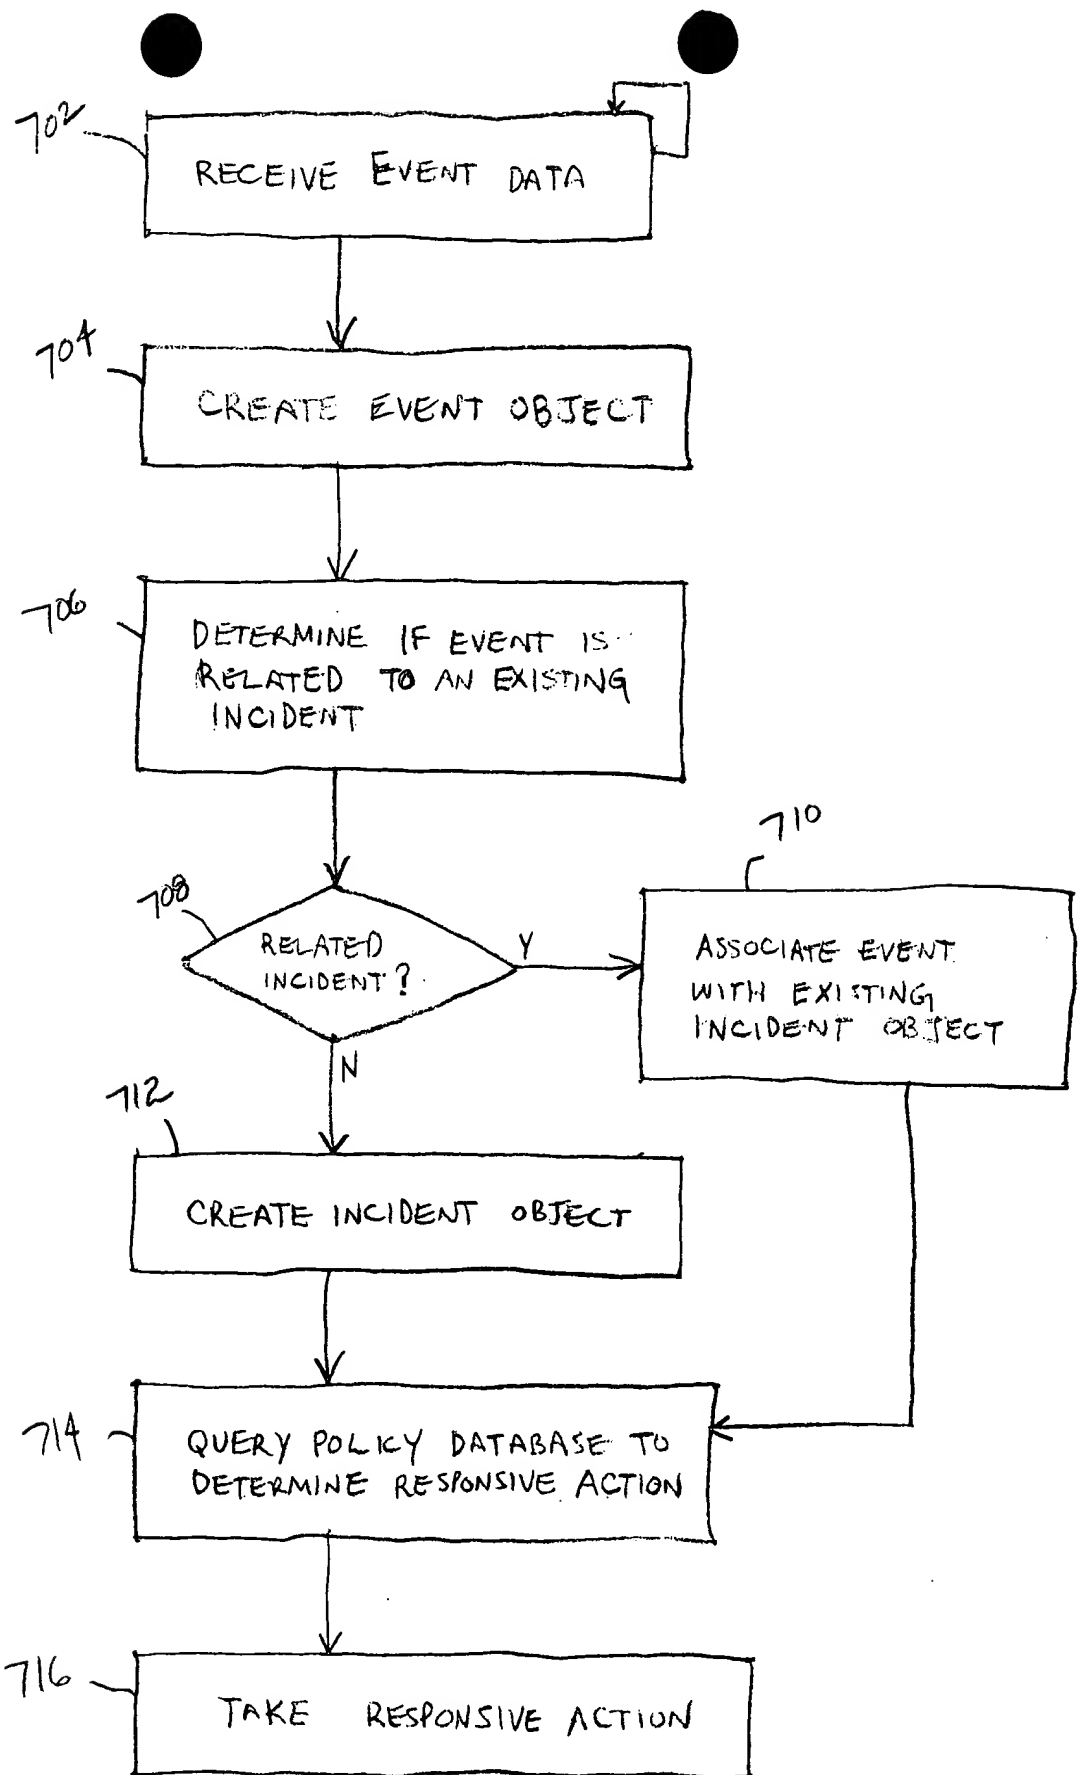 702
RECEIVE EVENT DATA
704
CREATE EVENT OBJECT
706
DETERMINE IF EVENT IS
RELATED TO AN EXISTING
INCIDENT
708
RELATED
INCIDENT?
Y
710
ASSOCIATE EVENT
WITH EXISTING
INCIDENT OBJECT
N
712
CREATE INCIDENT OBJECT
714
QUERY POLICY DATABASE TO
DETERMINE RESPONSIVE ACTION
716
TAKE RESPONSIVE ACTION